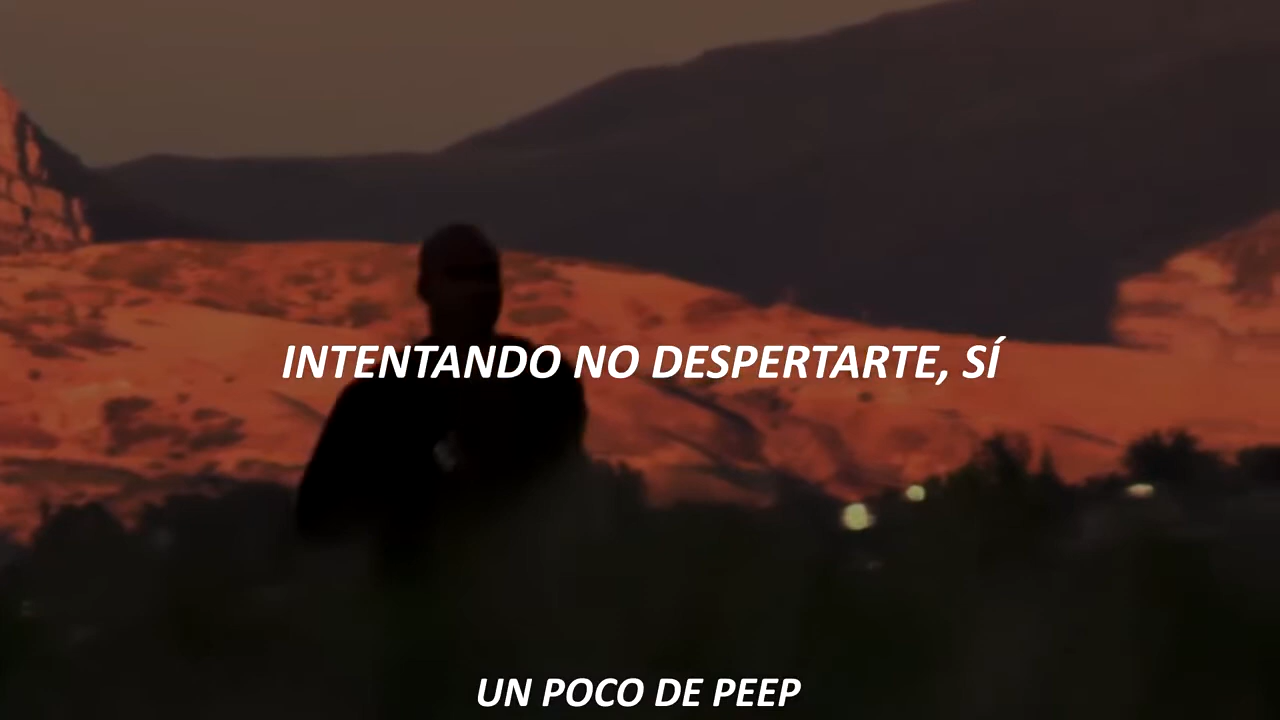 INTENTANDO NO DESPERTARTE, SÍ
UN POCO DE PEEP